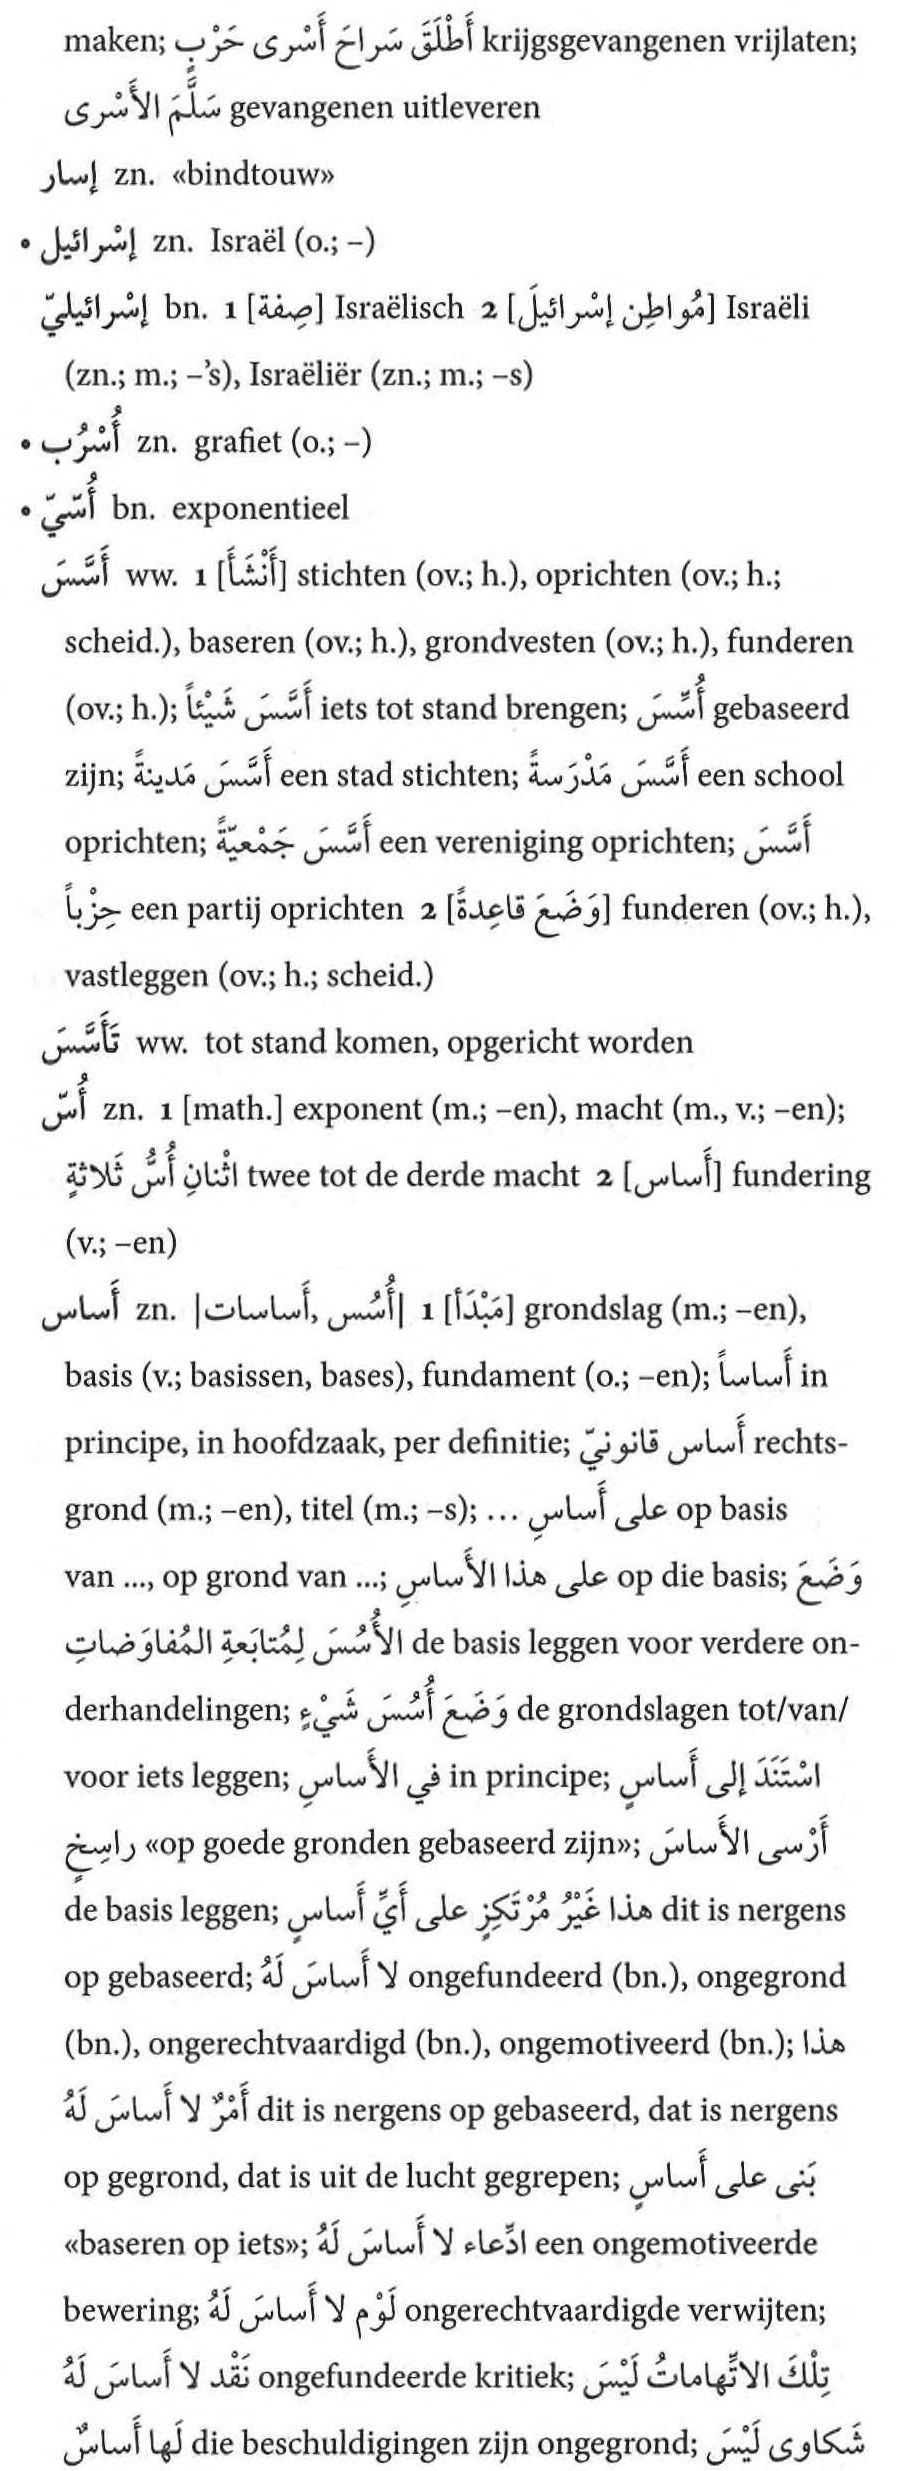 maken; أَطْلَقَ سَراحَ أَسْرى حَرْبٍ krijgsgevangenen vrijlaten;
سَلَّمَ الأَسْرى gevangenen uitleveren
إسار zn. «bindtouw»
• إسْرائيل zn. Israël (o.; –)
إسْرائيليّ bn. 1 [صِفة] Israëlisch 2 [مُواطِن إسْرائيلَ] Israëli
(zn.; m.; –’s), Israëliër (zn.; m.; –s)
• أُسْرُب zn. grafiet (o.; –)
• أُسّيّ bn. exponentieel
أَسَّسَ ww. 1 [أَنْشَأَ] stichten (ov.; h.), oprichten (ov.; h.;
scheid.), baseren (ov.; h.), grondvesten (ov.; h.), funderen
(ov.; h.); أَسَّسَ شَيْئاً iets tot stand brengen; أُسِّسَ gebaseerd
zijn; أَسَّسَ مَدينةً een stad stichten; أَسَّسَ مَدْرَسةً een school
oprichten; أَسَّسَ جَمْعيّةً een vereniging oprichten; أَسَّسَ
حِزْباً een partij oprichten 2 [وَضَعَ قاعِدةً] funderen (ov.; h.),
vastleggen (ov.; h.; scheid.)
تَأَسَّسَ ww. tot stand komen, opgericht worden
أُسّ zn. 1 [math.] exponent (m.; –en), macht (m., v.; –en);
اثْنانِ أُسُّ ثَلاثةٍ twee tot de derde macht 2 [أَساس] fundering
(v.; –en)
أَساس zn. |أُسُس ,أَساسات| 1 [مَبْدَأ] grondslag (m.; –en),
basis (v.; basissen, bases), fundament (o.; –en); أَساساً in
principe, in hoofdzaak, per definitie; أَساس قانونيّ rechts-
grond (m.; –en), titel (m.; –s); على أَساسِ ... op basis
van ..., op grond van ...; على هذا الأَساسِ op die basis; وَضَعَ
الأُسُسَ لِمُتابَعةِ المُفاوَضاتِ de basis leggen voor verdere on-
derhandelingen; وَضَعَ أُسُسَ شَيْءٍ de grondslagen tot/van/
voor iets leggen; في الأَساسِ in principe; اسْتَنَدَ إلى أَساسٍ
راسِخٍ «op goede gronden gebaseerd zijn»; أَرْسى الأَساسَ
de basis leggen; هذا غَيْرُ مُرْتَكِزٍ على أَيِّ أَساسٍ dit is nergens
op gebaseerd; لا أَساسَ لَهُ ongefundeerd (bn.), ongegrond
(bn.), ongerechtvaardigd (bn.), ongemotiveerd (bn.); هذا
أَمْرٌ لا أَساسَ لَهُ dit is nergens op gebaseerd, dat is nergens
op gegrond, dat is uit de lucht gegrepen; بَنى على أَساسٍ
«baseren op iets»; ادِّعاء لا أَساسَ لَهُ een ongemotiveerde
bewering; لَوْم لا أَساسَ لَهُ ongerechtvaardigde verwijten;
نَقْد لا أَساسَ لَهُ ongefundeerde kritiek; تِلْكَ الاتِّهاماتُ لَيْسَ
لَها أَساسٌ die beschuldigingen zijn ongegrond; شَكاوى لَيْسَ